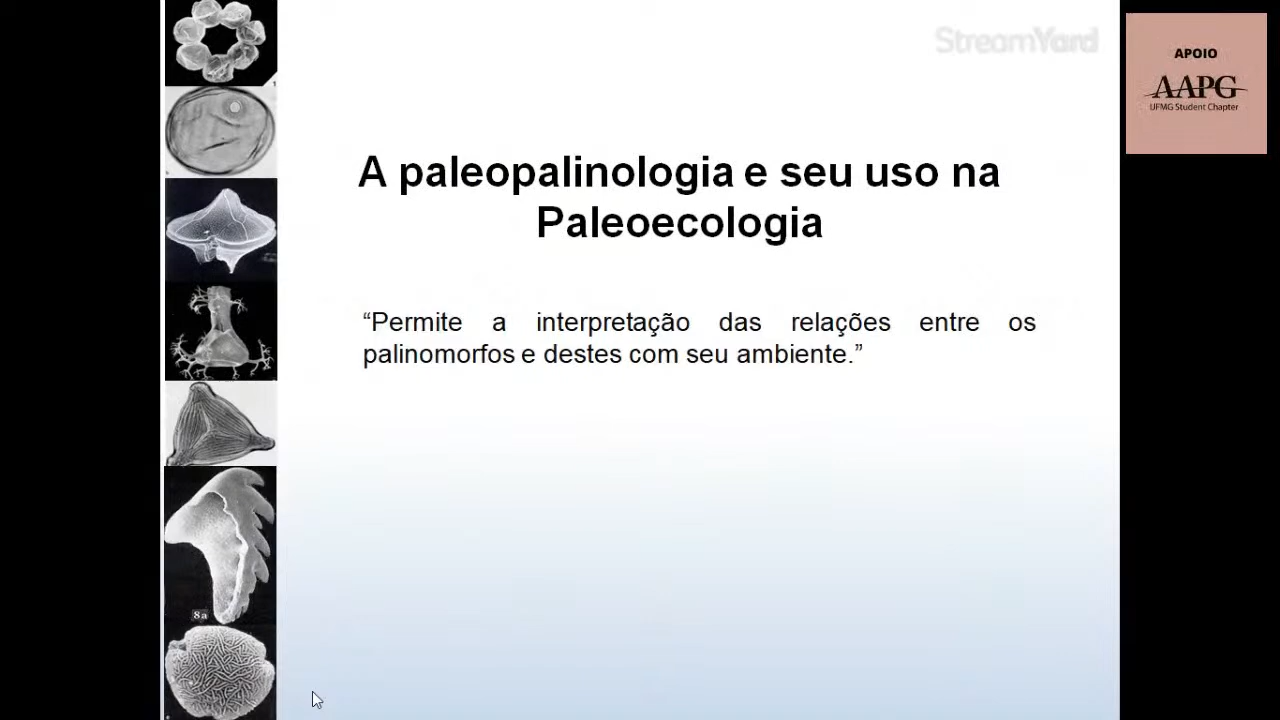 StreamYard
APOIO
AAPG
UFMG Student Chapter
A paleopalinologia e seu uso na
Paleoecologia
“Permite a interpretação das relações entre os
palinomorfos e destes com seu ambiente.”
8a